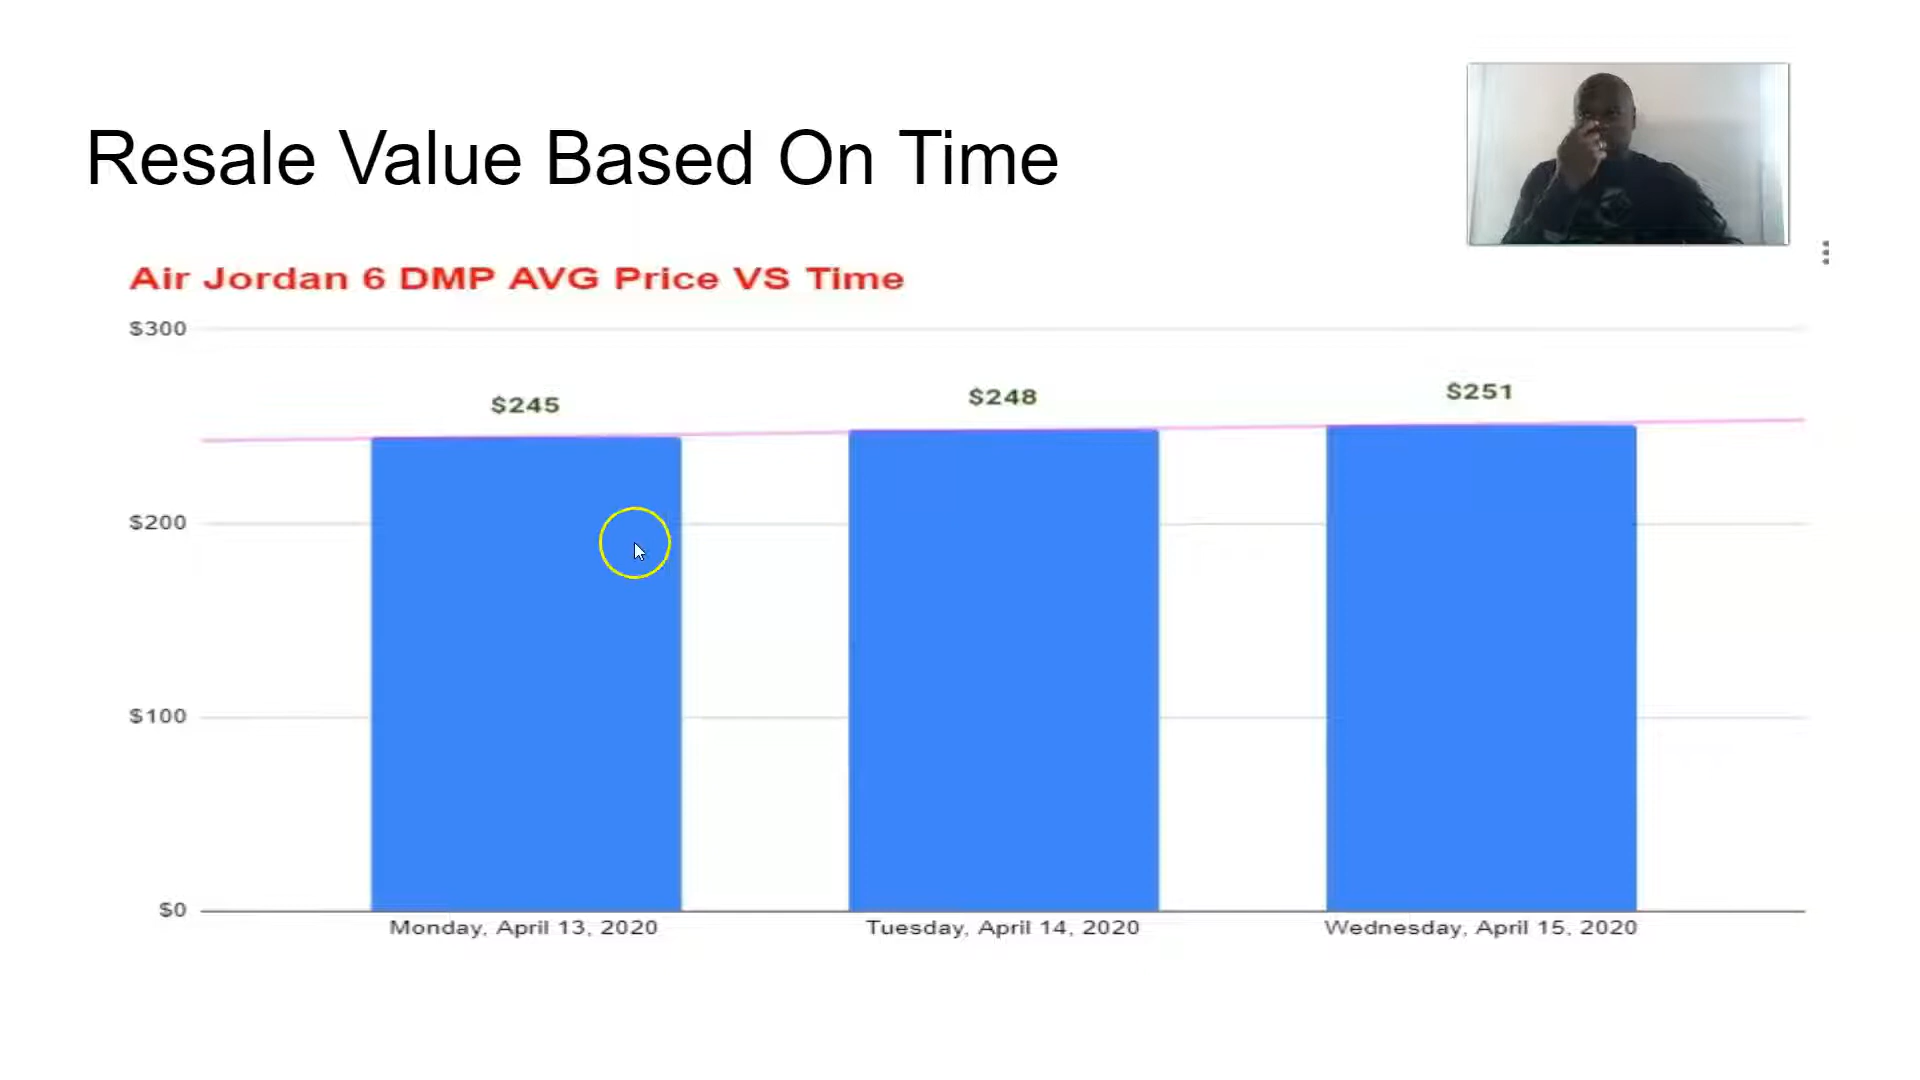 Resale Value Based On Time
Air Jordan 6 DMP AVG Price VS Time
$300
$245
$248
$251
$200
$100
$0
Monday, April 13, 2020
Tuesday, April 14, 2020
Wednesday, April 15, 2020